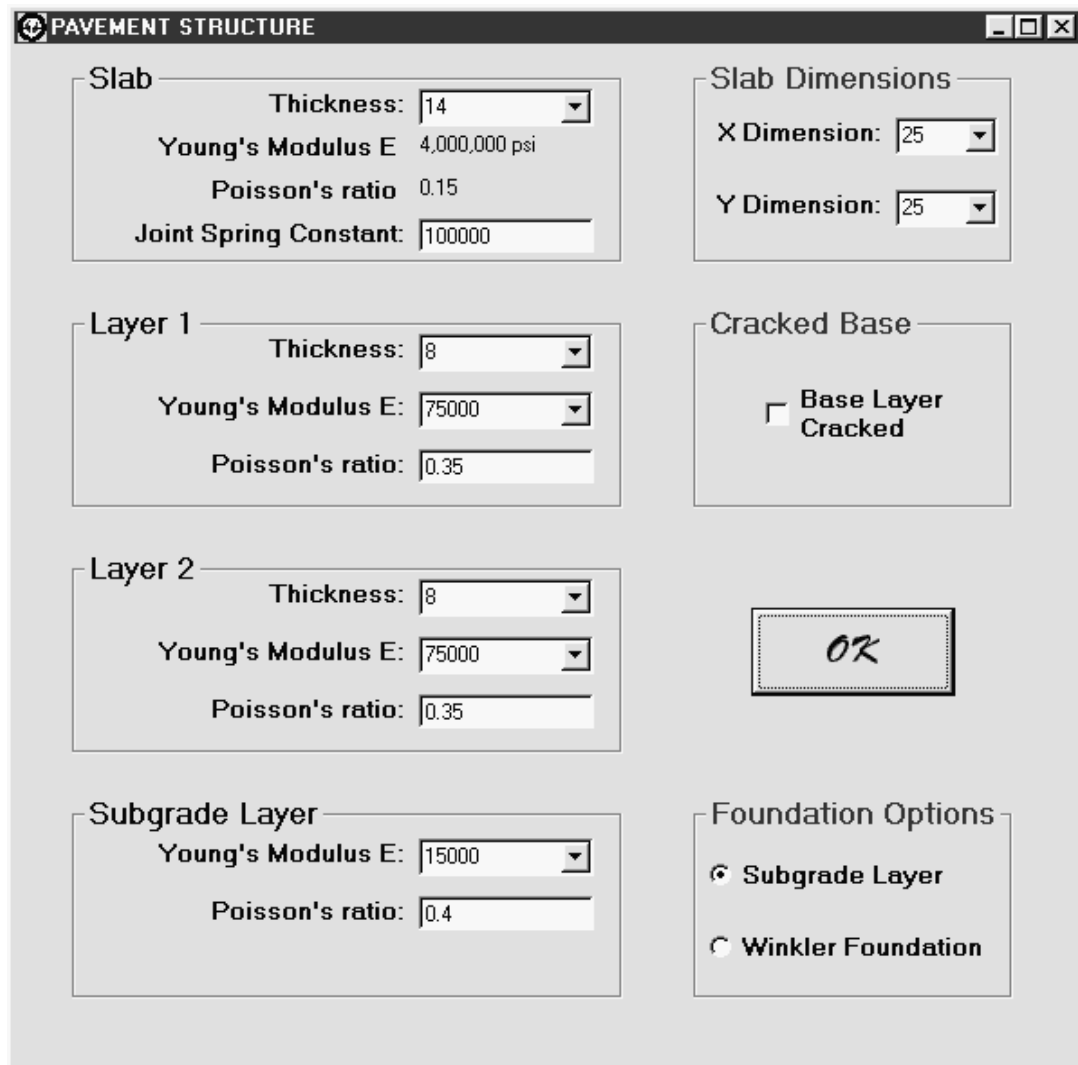 PAVEMENT STRUCTURE
Slab
Thickness: 14
Young's Modulus E 4,000,000 psi
Poisson's ratio 0.15
Joint Spring Constant: 100000
Slab Dimensions
X Dimension: 25
Y Dimension: 25
Layer 1
Thickness: 8
Young's Modulus E: 75000
Poisson's ratio: 0.35
Cracked Base
Base Layer
Cracked
Layer 2
Thickness: 8
Young's Modulus E: 75000
Poisson's ratio: 0.35
OK
Subgrade Layer
Young's Modulus E: 15000
Poisson's ratio: 0.4
Foundation Options
Subgrade Layer
Winkler Foundation